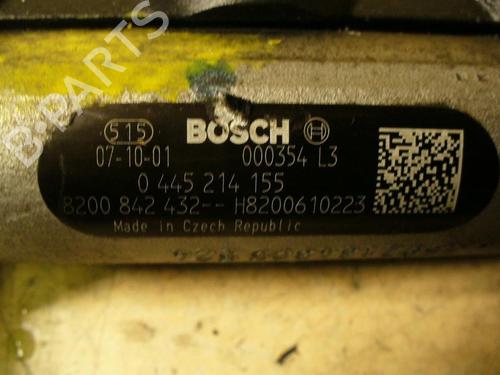 B-PARTS
515 BOSCH
07-10-01 000354 L3
0 445 214 155
8200 842 432-- H8200610223
Made in Czech Republic